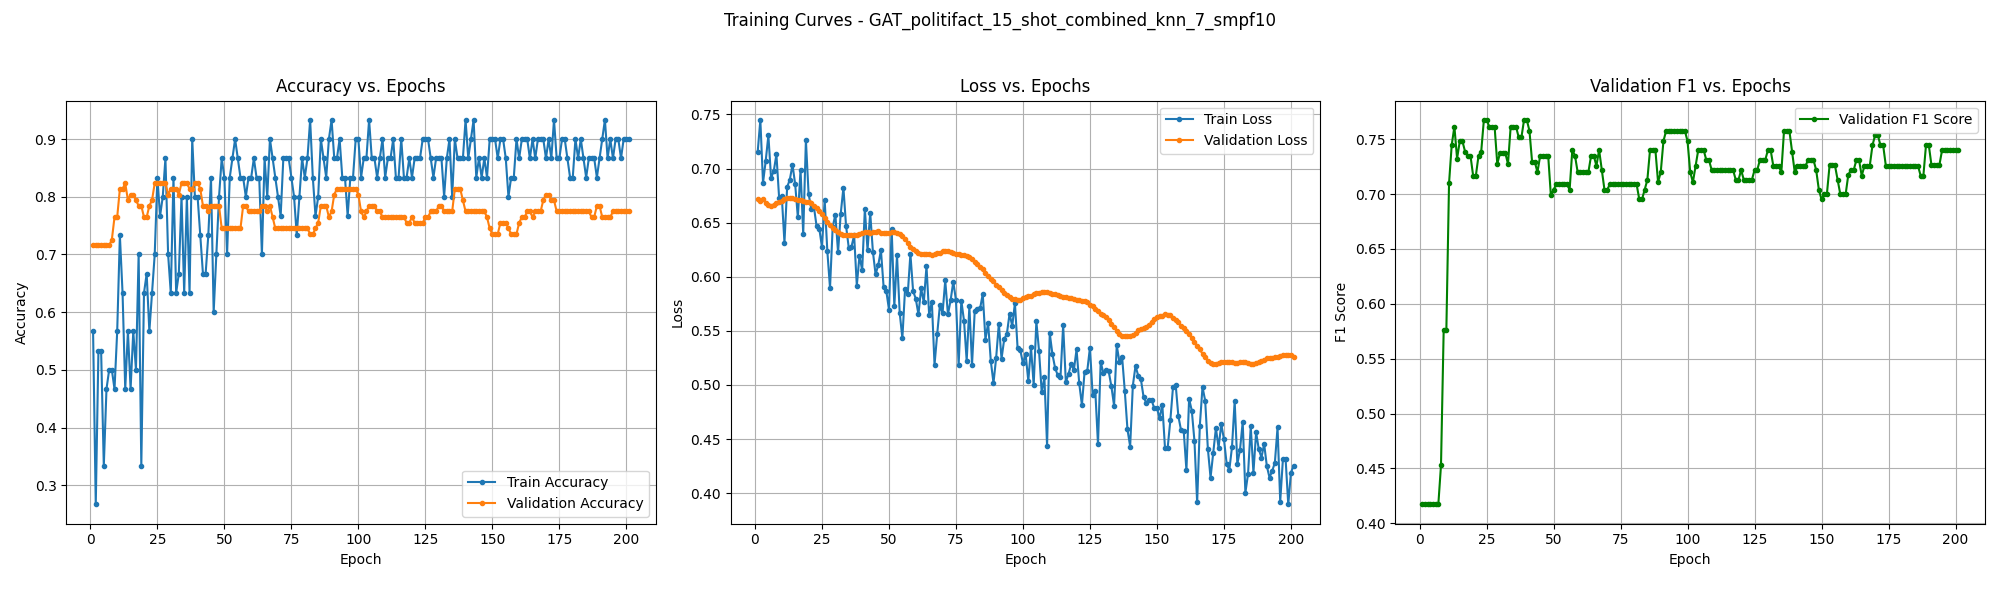 Training Curves - GAT_politifact_15_shot_combined_knn_7_smpf10
Accuracy vs. Epochs
Accuracy
0.9
0.8
0.7
0.6
0.5
0.4
0.3
Train Accuracy
Validation Accuracy
0 25 50 75 100 125 150 175 200
Epoch
Loss vs. Epochs
Loss
0.75
0.70
0.65
0.60
0.55
0.50
0.45
0.40
Train Loss
Validation Loss
0 25 50 75 100 125 150 175 200
Epoch
Validation F1 vs. Epochs
F1 Score
0.75
0.70
0.65
0.60
0.55
0.50
0.45
0.40
Validation F1 Score
0 25 50 75 100 125 150 175 200
Epoch